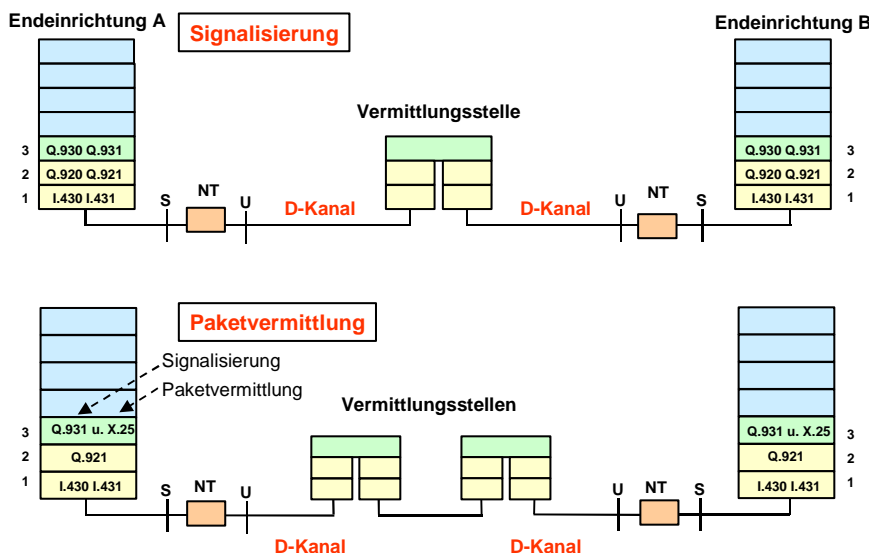 Endeinrichtung A
Signalisierung
Endeinrichtung B
Vermittlungsstelle
3 Q.930 Q.931
2 Q.920 Q.921
1 I.430 I.431
S NT U
D-Kanal
D-Kanal
U NT S
Q.930 Q.931 3
Q.920 Q.921 2
I.430 I.431 1
Paketvermittlung
Signalisierung
Paketvermittlung
Vermittlungsstellen
3 Q.931 u. X.25
2 Q.921
1 I.430 I.431
S NT U
D-Kanal
D-Kanal
U NT S
Q.931 u. X.25 3
Q.921 2
I.430 I.431 1